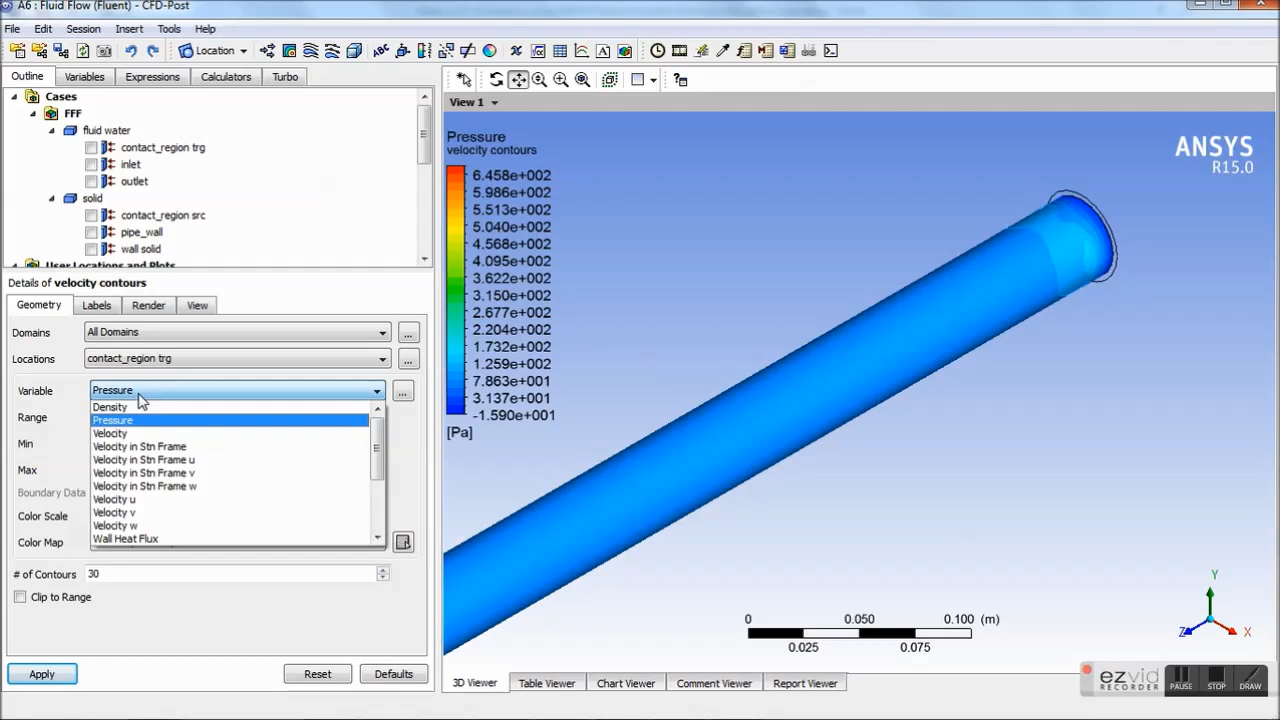 A6 : Fluid Flow (Fluent) - CFD-Post
File Edit Session Insert Tools Help
Location
Outline Variables Expressions Calculators Turbo
Cases
FFF
fluid water
contact_region trg
inlet
outlet
solid
contact_region src
pipe_wall
wall solid
User Locations and Plots
Details of velocity contours
Geometry Labels Render View
Domains All Domains ...
Locations contact_region trg ...
Variable Pressure ...
Range
Min
Max
Boundary Data
Color Scale
Color Map
Density
Pressure
Velocity
Velocity in Stn Frame
Velocity in Stn Frame u
Velocity in Stn Frame v
Velocity in Stn Frame w
Velocity u
Velocity v
Velocity w
Wall Heat Flux
# of Contours 30
Clip to Range
Apply Reset Defaults
View 1
Pressure
velocity contours
6.458e+002
5.986e+002
5.513e+002
5.040e+002
4.568e+002
4.095e+002
3.622e+002
3.150e+002
2.677e+002
2.204e+002
1.732e+002
1.259e+002
7.863e+001
3.137e+001
-1.590e+001
[Pa]
ANSYS
R15.0
0 0.050 0.100 (m)
0.025 0.075
Y
Z X
3D Viewer Table Viewer Chart Viewer Comment Viewer Report Viewer
ezvid
RECORDER
PAUSE STOP DRAW